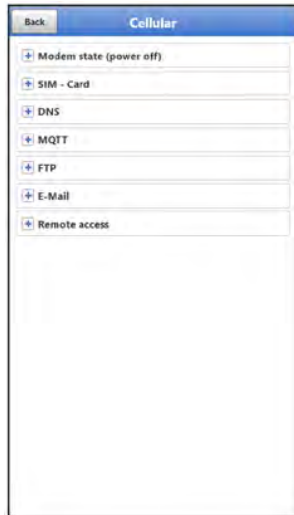 Back
Cellular
Modem state (power off)
SIM - Card
DNS
MQTT
FTP
E-Mail
Remote access